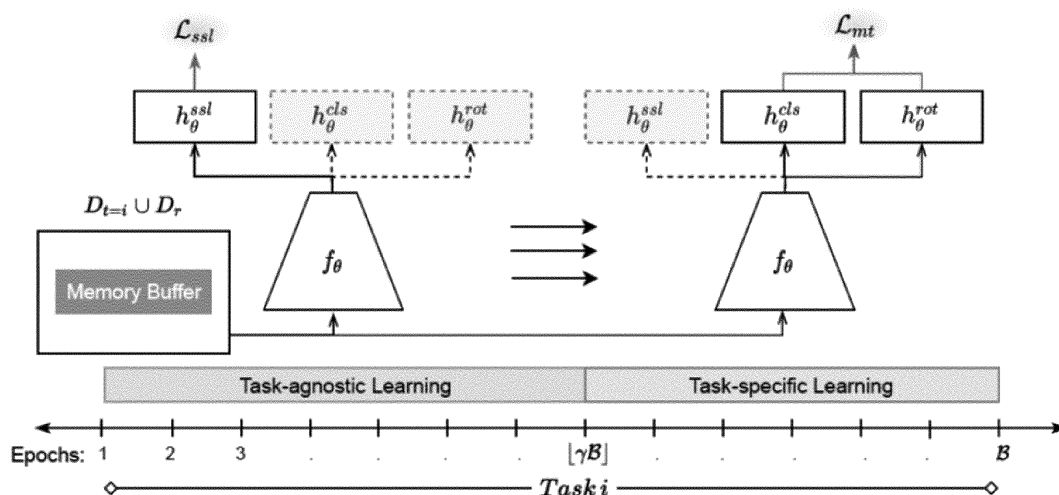 ℒ_ssl ℒ_mt
h_θ^ssl h_θ^cls h_θ^rot h_θ^ssl h_θ^cls h_θ^rot
D_{t=i} ∪ D_r
Memory Buffer
f_θ f_θ
Task-agnostic Learning Task-specific Learning
Epochs: 1 2 3 . . . . ⌊γℬ⌋ . . . . . ℬ
Task i